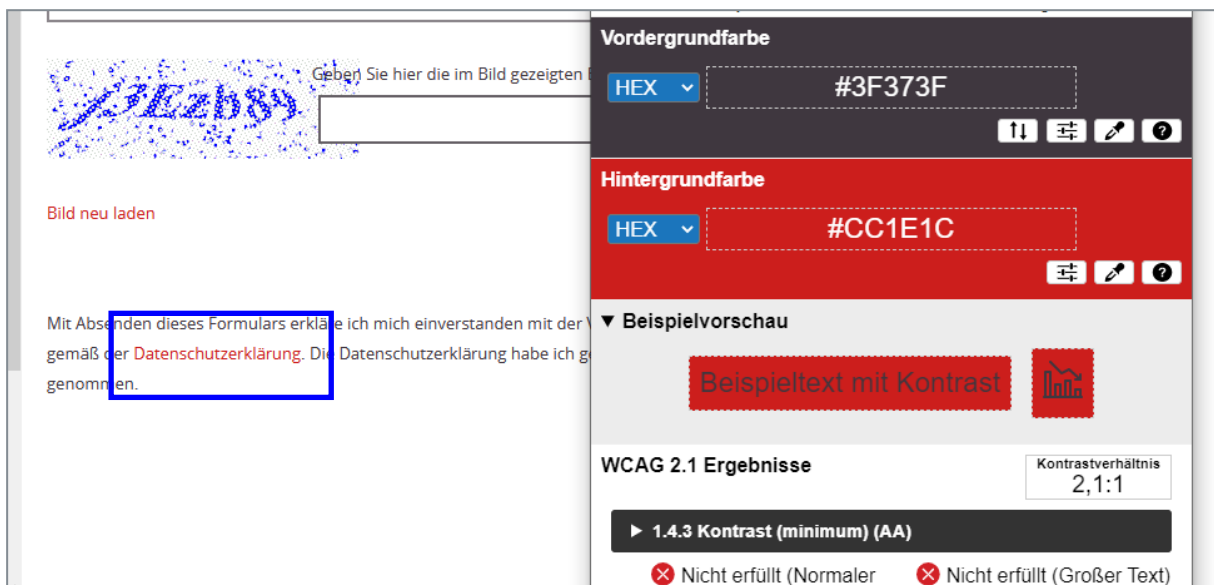 Geben Sie hier die im Bild gezeigten
Bild neu laden
Mit Absenden dieses Formulars erkläre ich mich einverstanden mit der
gemäß der Datenschutzerklärung. Die Datenschutzerklärung habe ich
genommen.
Vordergrundfarbe
HEX
#3F373F
?
Hintergrundfarbe
HEX
#CC1E1C
?
▼ Beispielvorschau
Beispieltext mit Kontrast
WCAG 2.1 Ergebnisse
Kontrastverhältnis
2,1:1
▶ 1.4.3 Kontrast (minimum) (AA)
Nicht erfüllt (Normaler
Nicht erfüllt (Großer Text)